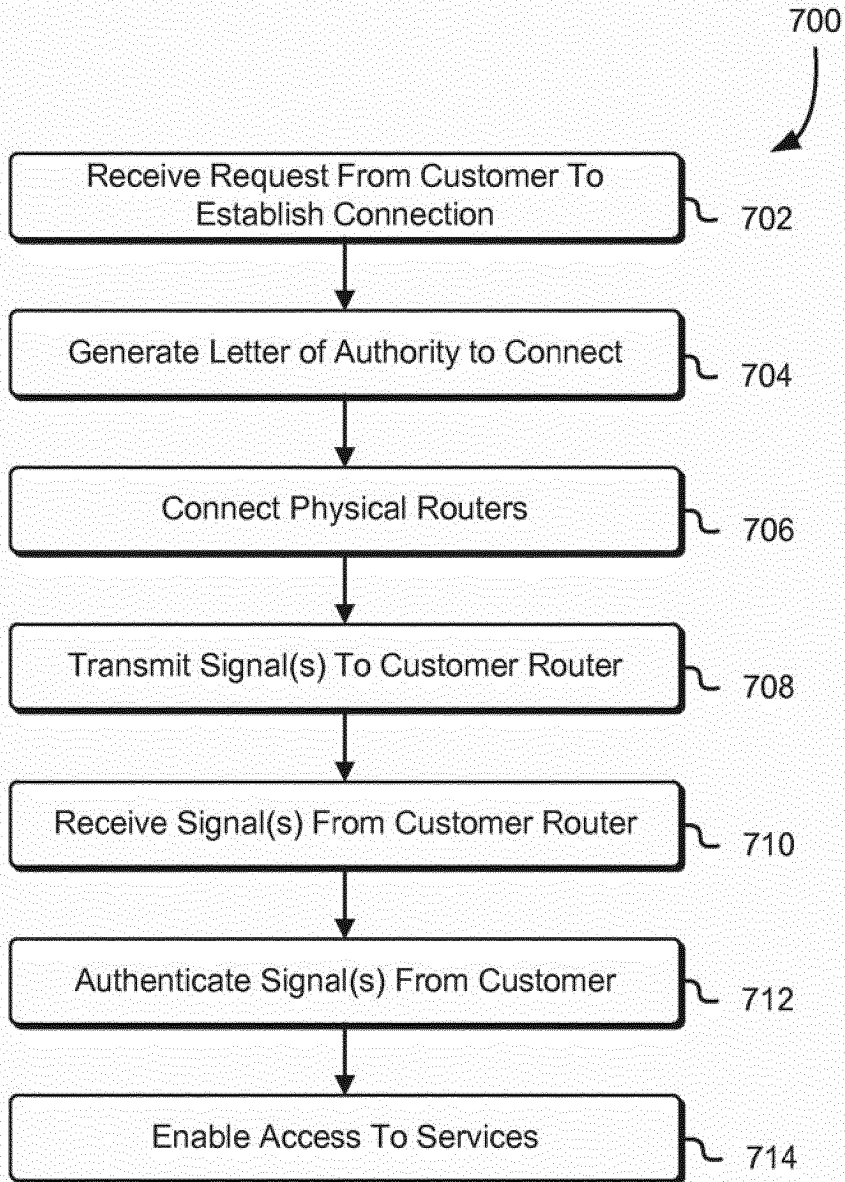 700
Receive Request From Customer To
Establish Connection
702
Generate Letter of Authority to Connect
704
Connect Physical Routers
706
Transmit Signal(s) To Customer Router
708
Receive Signal(s) From Customer Router
710
Authenticate Signal(s) From Customer
712
Enable Access To Services
714